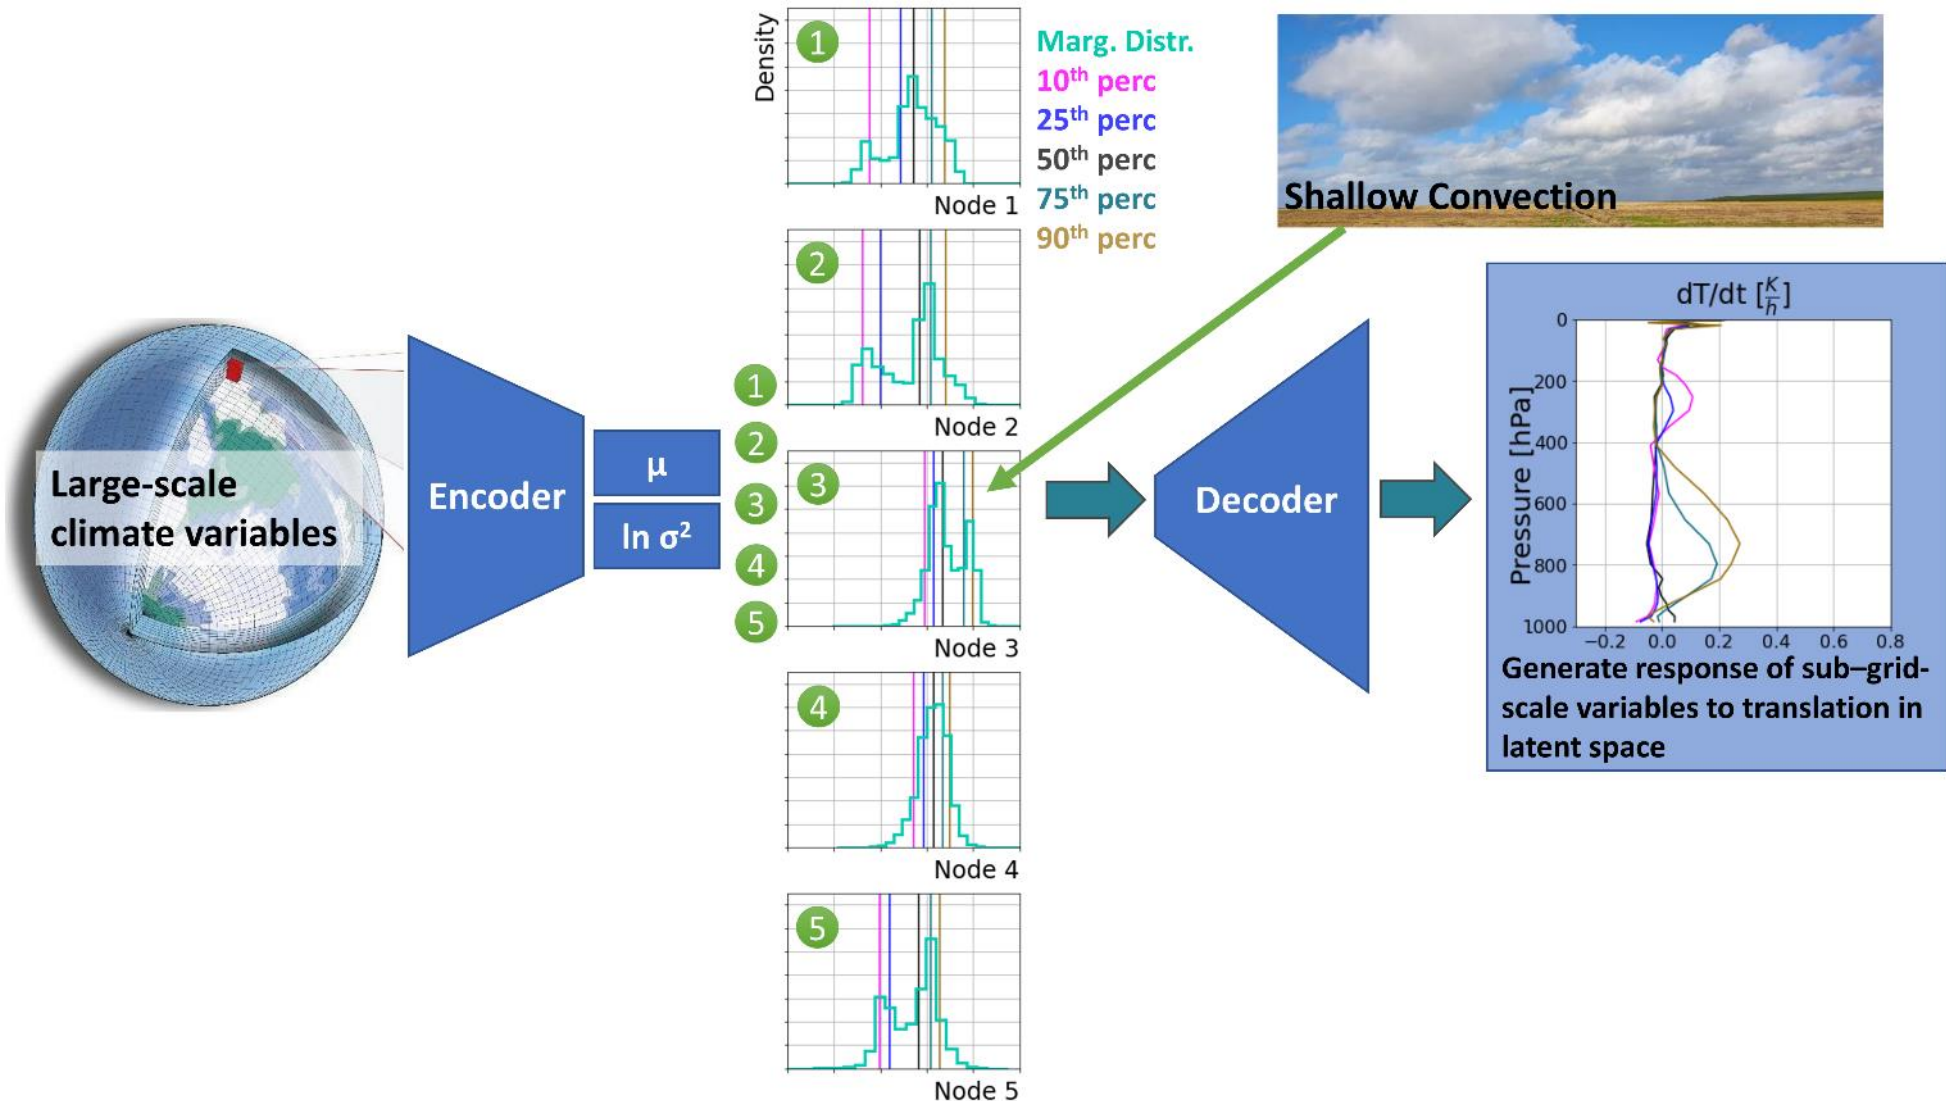 Large-scale
climate variables
Encoder
μ
ln σ²
1
2
3
4
5
Density
1
Node 1
2
Node 2
3
Node 3
4
Node 4
5
Node 5
Marg. Distr.
10th perc
25th perc
50th perc
75th perc
90th perc
Shallow Convection
Decoder
dT/dt [K/h]
Pressure [hPa]
0
200
400
600
800
1000
−0.2 0.0 0.2 0.4 0.6 0.8
Generate response of sub–grid-
scale variables to translation in
latent space